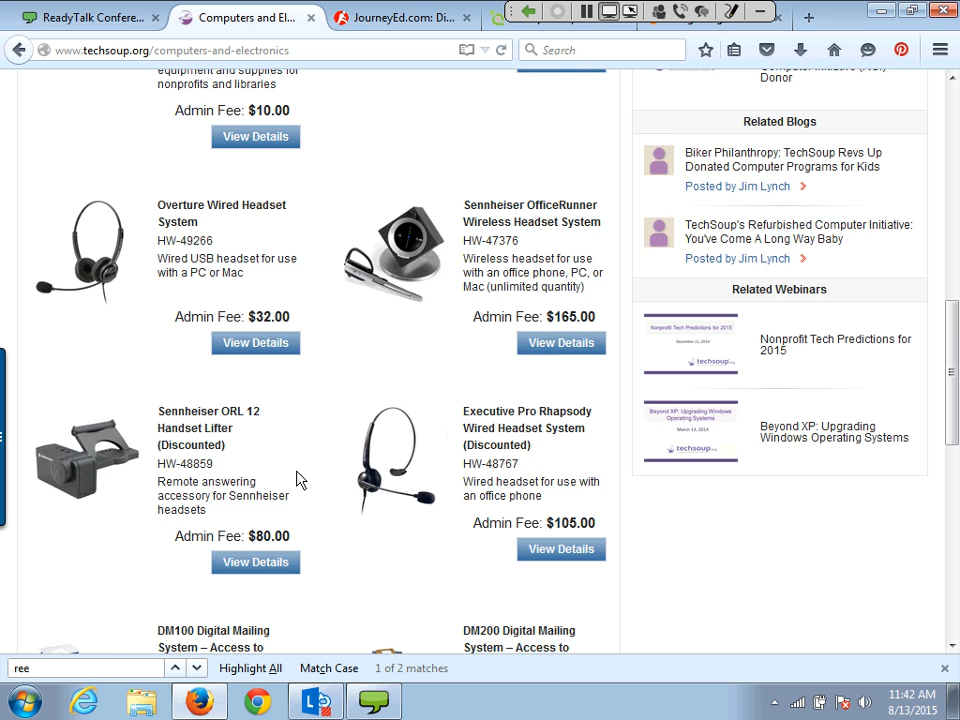 ReadyTalk Confere...
Computers and El...
JourneyEd.com: Di...
www.techsoup.org/computers-and-electronics
Search
equipment and supplies for
nonprofits and libraries
Admin Fee: $10.00
View Details
Overture Wired Headset
System
HW-49266
Wired USB headset for use
with a PC or Mac
Admin Fee: $32.00
View Details
Sennheiser OfficeRunner
Wireless Headset System
HW-47376
Wireless headset for use
with an office phone, PC, or
Mac (unlimited quantity)
Admin Fee: $165.00
View Details
Sennheiser ORL 12
Handset Lifter
(Discounted)
HW-48859
Remote answering
accessory for Sennheiser
headsets
Admin Fee: $80.00
View Details
Executive Pro Rhapsody
Wired Headset System
(Discounted)
HW-48767
Wired headset for use with
an office phone
Admin Fee: $105.00
View Details
DM100 Digital Mailing
System – Access to
DM200 Digital Mailing
System – Access to
Donor
Related Blogs
Biker Philanthropy: TechSoup Revs Up
Donated Computer Programs for Kids
Posted by Jim Lynch
TechSoup's Refurbished Computer Initiative:
You've Come A Long Way Baby
Posted by Jim Lynch
Related Webinars
Nonprofit Tech Predictions for 2015
December 11, 2014
techsoup
Nonprofit Tech Predictions for
2015
Beyond XP: Upgrading Windows
Operating Systems
March 13, 2014
techsoup
Beyond XP: Upgrading
Windows Operating Systems
ree
Highlight All
Match Case
1 of 2 matches
11:42 AM
8/13/2015